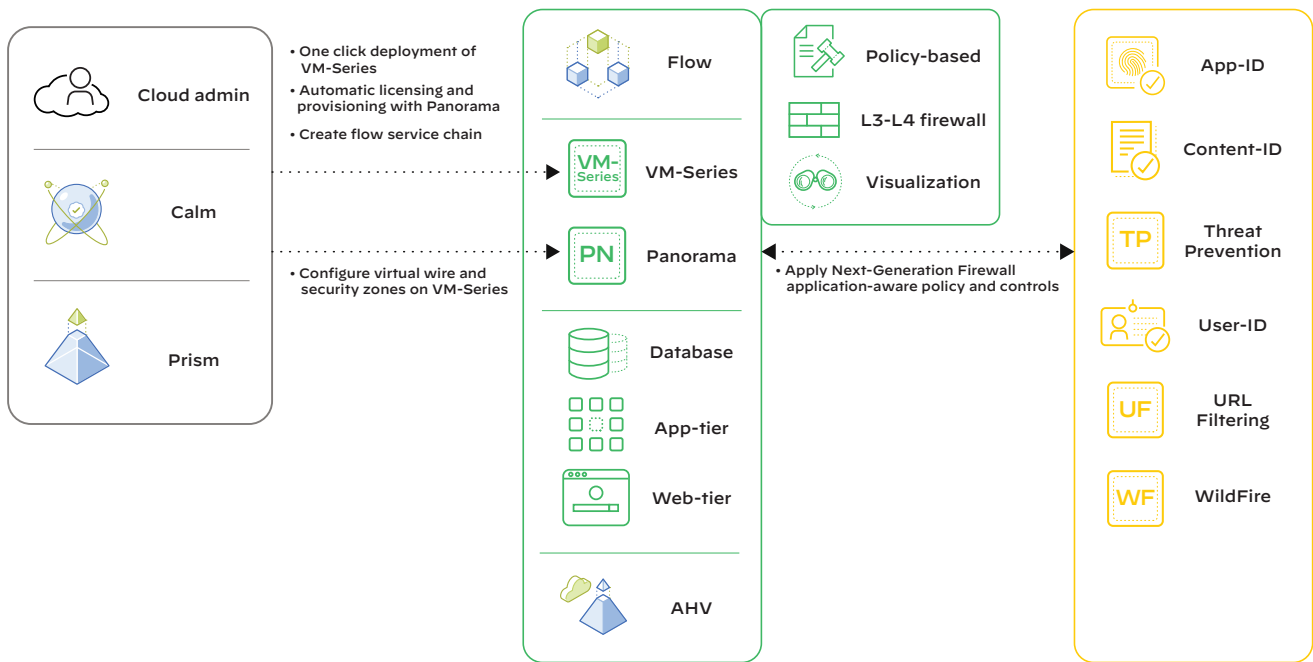 Cloud admin
Calm
Prism
• One click deployment of
VM-Series
• Automatic licensing and
provisioning with Panorama
• Create flow service chain
• Configure virtual wire and
security zones on VM-Series
Flow
VM-
Series
VM-Series
PN
Panorama
Database
App-tier
Web-tier
AHV
Policy-based
L3-L4 firewall
Visualization
• Apply Next-Generation Firewall
application-aware policy and controls
App-ID
Content-ID
TP
Threat
Prevention
User-ID
UF
URL
Filtering
WF
WildFire